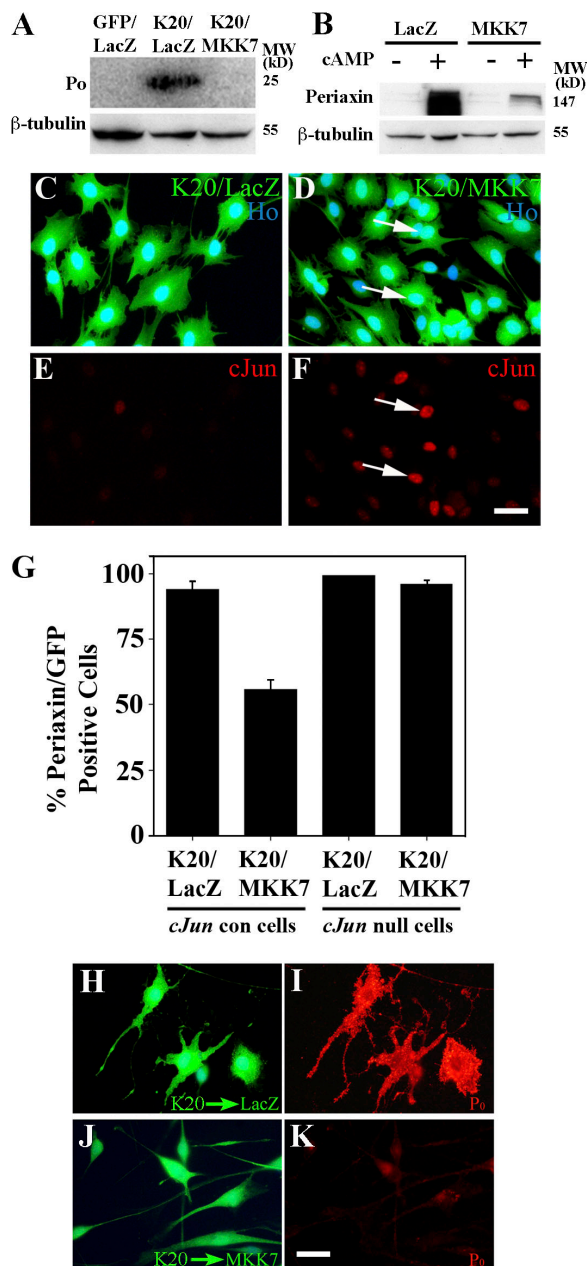 A
GFP/ K20/ K20/
LacZ LacZ MKK7
MW
(kD)
Po
25
β-tubulin
55
B
LacZ MKK7
cAMP - + - +
MW
(kD)
Periaxin
147
β-tubulin
55
C
K20/LacZ
Ho
D
K20/MKK7
Ho
E
cJun
F
cJun
G
% Periaxin/GFP
Positive Cells
100
75
50
25
0
K20/ K20/ K20/ K20/
LacZ MKK7 LacZ MKK7
cJun con cells cJun null cells
H
K20→LacZ
I
P₀
J
K20→MKK7
K
P₀